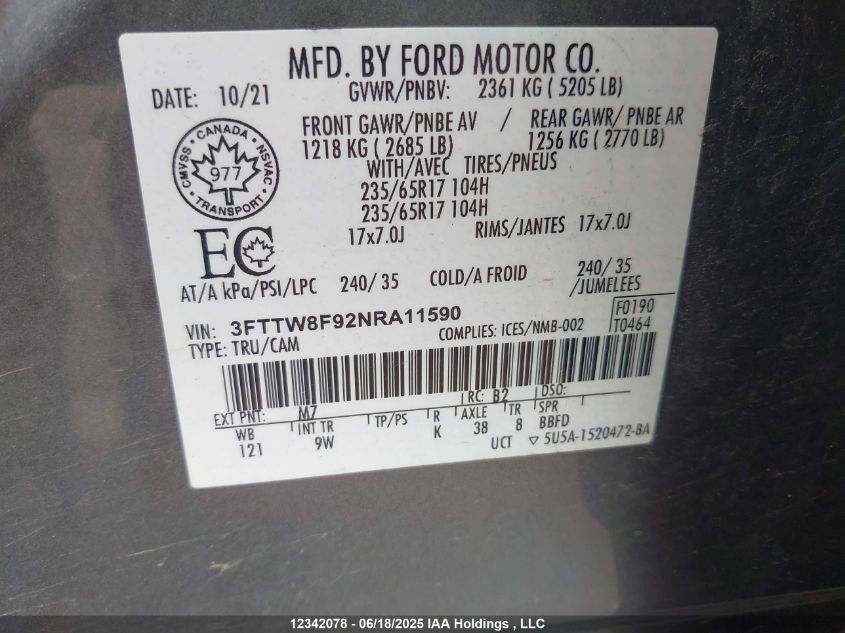 MFD. BY FORD MOTOR CO.
DATE: 10/21
GVWR/PNBV: 2361 KG ( 5205 LB)
FRONT GAWR/PNBE AV / REAR GAWR/ PNBE AR
1218 KG ( 2685 LB) 1256 KG ( 2770 LB)
WITH/AVEC TIRES/PNEUS
235/65R17 104H
235/65R17 104H
17x7.0J RIMS/JANTES 17x7.0J
CANADA
CMVSS NSVAC
977
TRANSPORT
EC
AT/A kPa/PSI/LPC 240/ 35 COLD/A FROID 240/ 35
/JUMELEES
VIN: 3FTTW8F92NRA11590
F0190
TYPE: TRU/CAM COMPLIES: ICES/NMB-002 T0464
RC: B2 DSO:
EXT PNT: M7
WB INT TR TP/PS R AXLE TR SPR
121 9W K 38 8 BBFD
UCT ▽ 5U5A-1520472-BA
12342078 - 06/18/2025 IAA Holdings , LLC